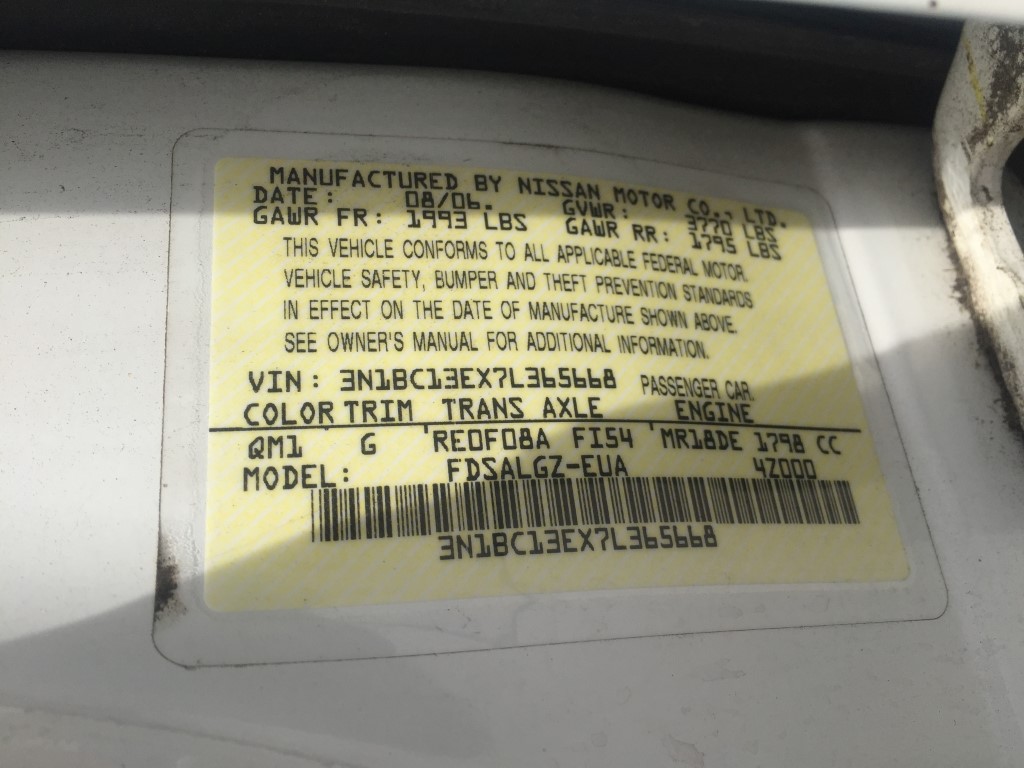 MANUFACTURED BY NISSAN MOTOR CO., LTD.
DATE: 08/06. GVWR: 3770 LBS
GAWR FR: 1993 LBS GAWR RR: 1795 LBS
THIS VEHICLE CONFORMS TO ALL APPLICABLE FEDERAL MOTOR.
VEHICLE SAFETY, BUMPER AND THEFT PREVENTION STANDARDS
IN EFFECT ON THE DATE OF MANUFACTURE SHOWN ABOVE.
SEE OWNER'S MANUAL FOR ADDITIONAL INFORMATION.
VIN: 3N1BC13EX7L365668 PASSENGER CAR.
COLOR TRIM TRANS AXLE ENGINE
QM1 G RE0F08A FI54 MR18DE 1798 CC
MODEL: FDSALGZ-EUA 4Z000
3N1BC13EX7L365668